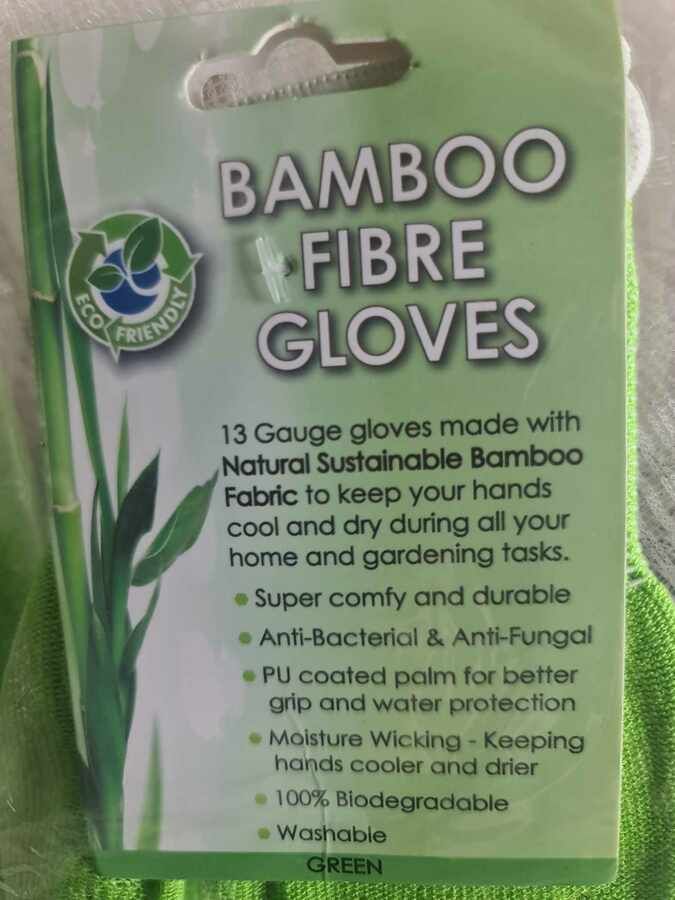 BAMBOO
FIBRE
GLOVES
ECO FRIENDLY
13 Gauge gloves made with
Natural Sustainable Bamboo
Fabric to keep your hands
cool and dry during all your
home and gardening tasks.
Super comfy and durable
Anti-Bacterial & Anti-Fungal
PU coated palm for better
grip and water protection
Moisture Wicking - Keeping
hands cooler and drier
100% Biodegradable
Washable
GREEN